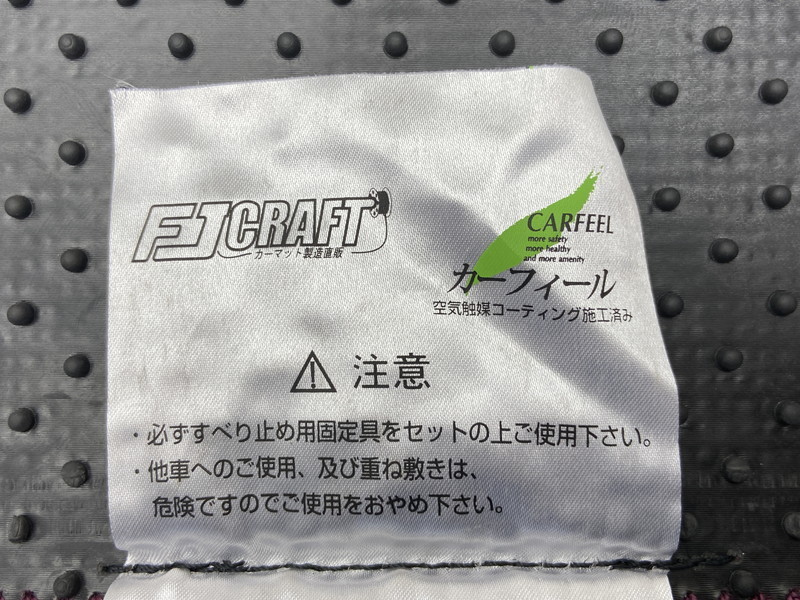 FJ CRAFT
カーマット製造直販
CARFEEL
more safety
more healthy
and more amenity
カーフィール
空気触媒コーティング施工済み
注意
・必ずすべり止め用固定具をセットの上ご使用下さい。
・他車へのご使用、及び重ね敷きは、
危険ですのでご使用をおやめ下さい。